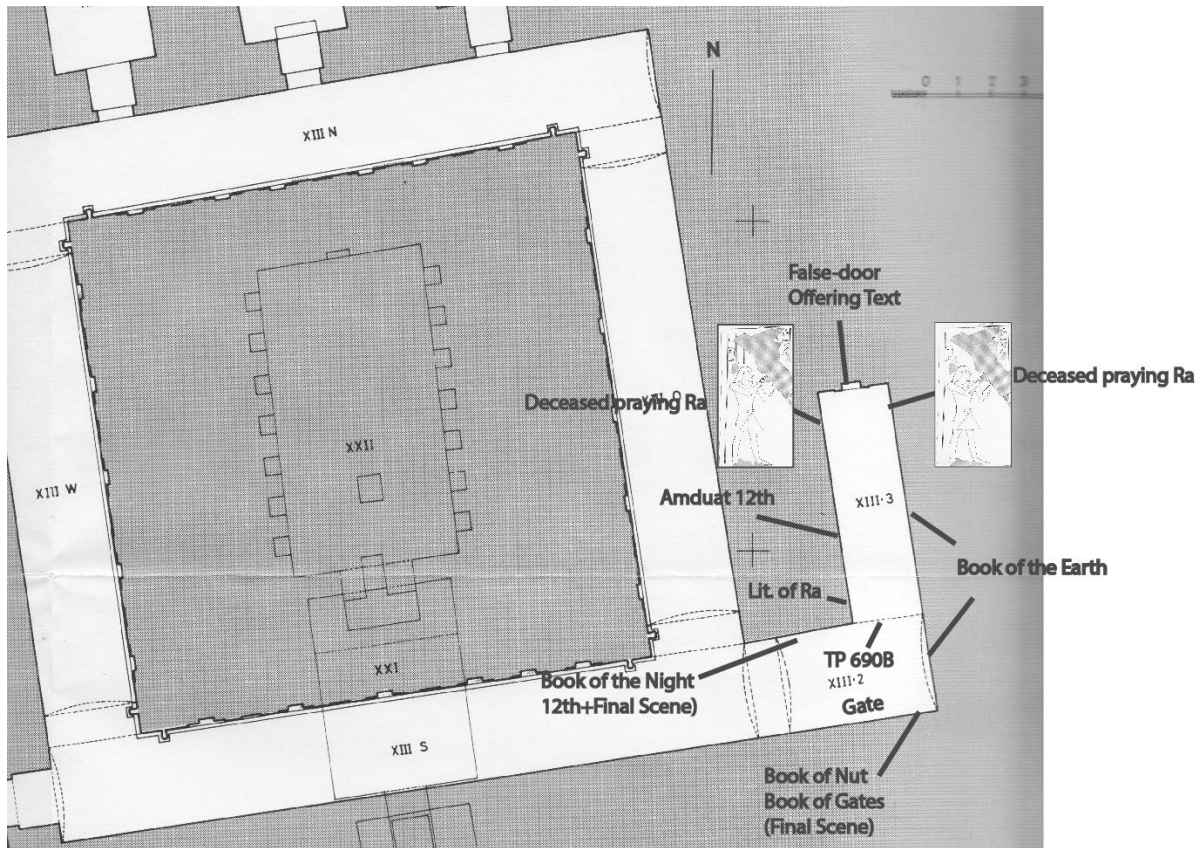 XIII N
N
0 1 2 3
False-door
Offering Text
Deceased praying Ra
Deceased praying Ra
XXII
XIII W
XIII·3
Amduat 12th
Book of the Earth
Lit. of Ra
TP 690B
XIII·2
Gate
XXI
Book of the Night
12th+Final Scene)
XIII S
Book of Nut
Book of Gates
(Final Scene)